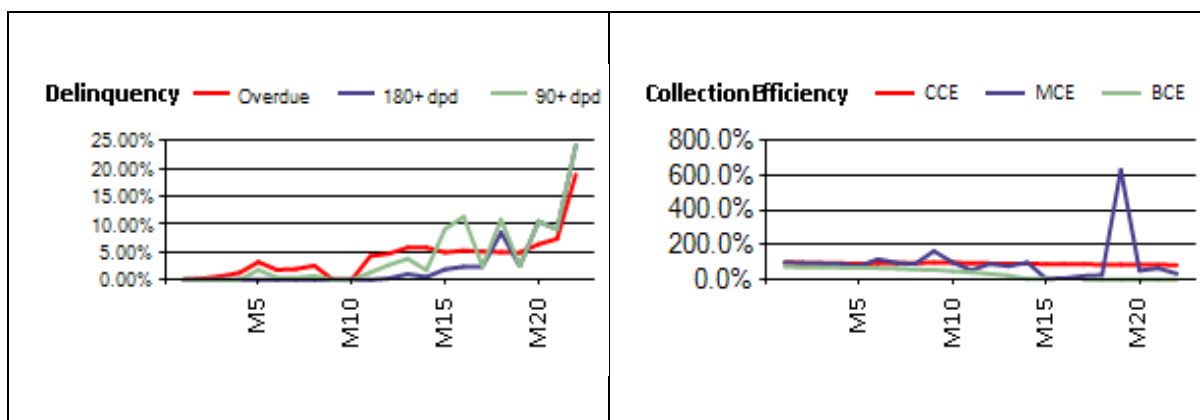 Delinquency Overdue 180+ dpd 90+ dpd
25.00%
20.00%
15.00%
10.00%
5.00%
0.00%
M5 M10 M15 M20
CollectionEfficiency CCE MCE BCE
800.0%
600.0%
400.0%
200.0%
0.0%
M5 M10 M15 M20